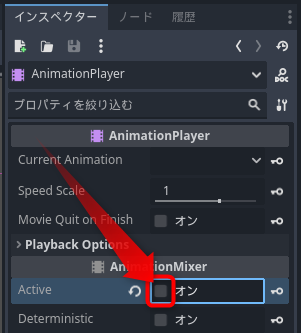 インスペクター ノード 履歴
AnimationPlayer
DOC
プロパティを絞り込む
AnimationPlayer
Current Animation
Speed Scale 1
Movie Quit on Finish オン
Playback Options
AnimationMixer
Active オン
Deterministic オン